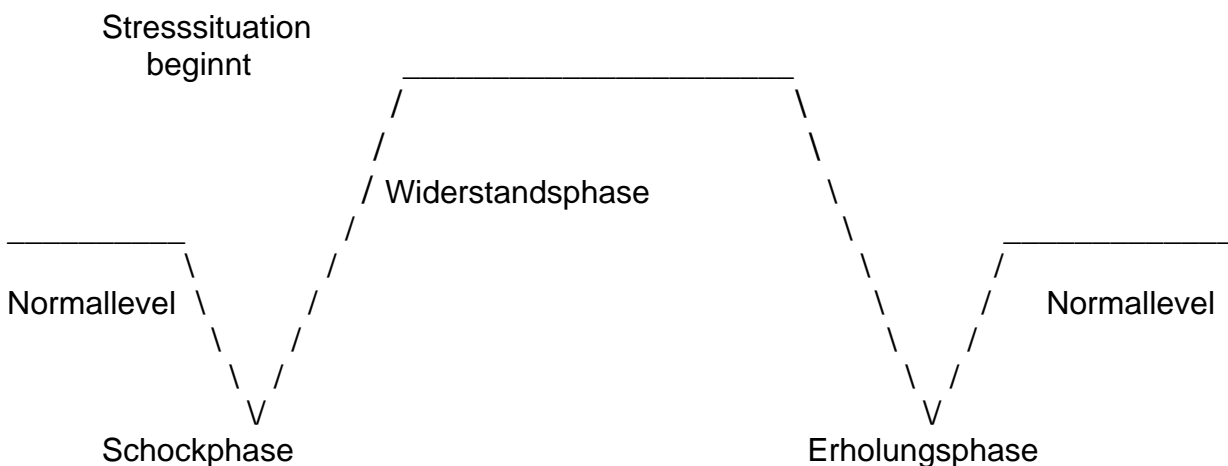 Stresssituation
beginnt
Widerstandsphase
Normallevel
Normallevel
Schockphase
Erholungsphase